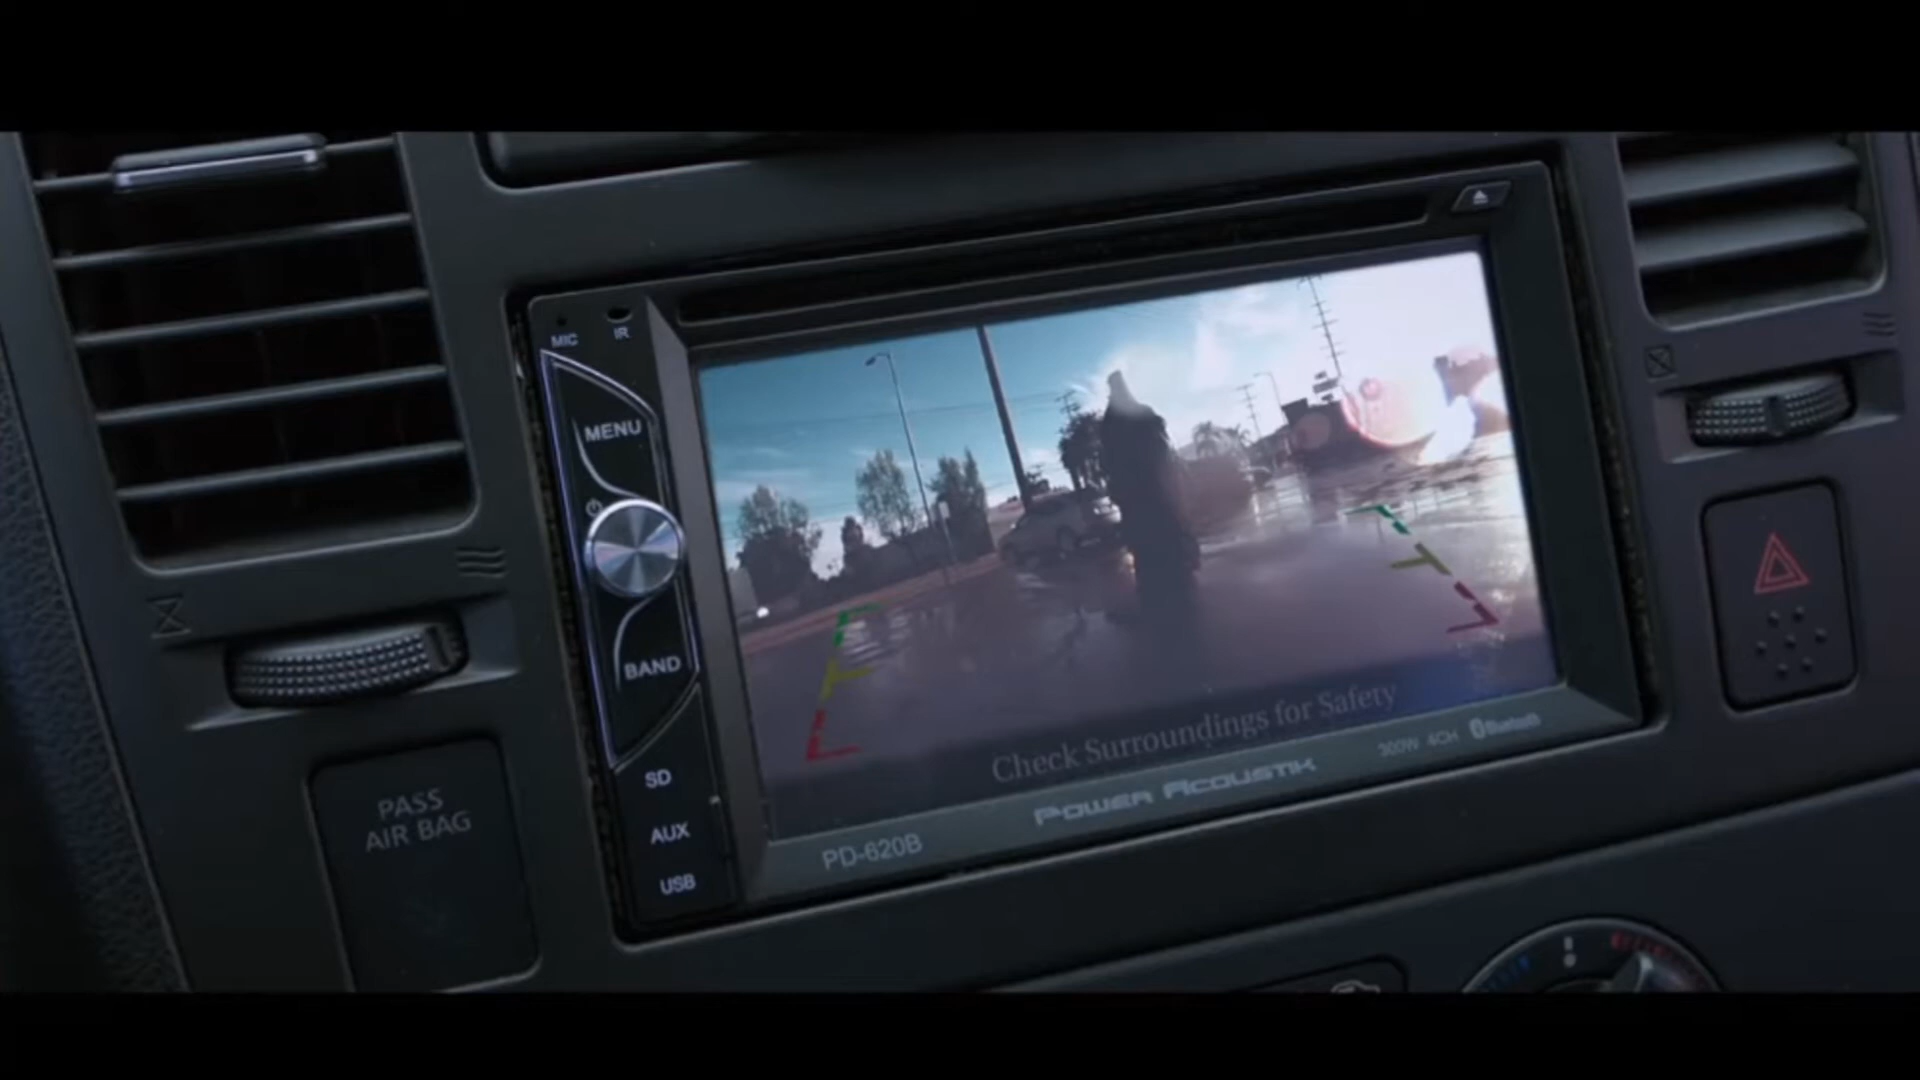 MIC
IR
MENU
BAND
SD
AUX
USB
Check Surroundings for Safety
POWER ACOUSTIK
300W 4CH Bluetooth
PD-620B
PASS
AIR BAG